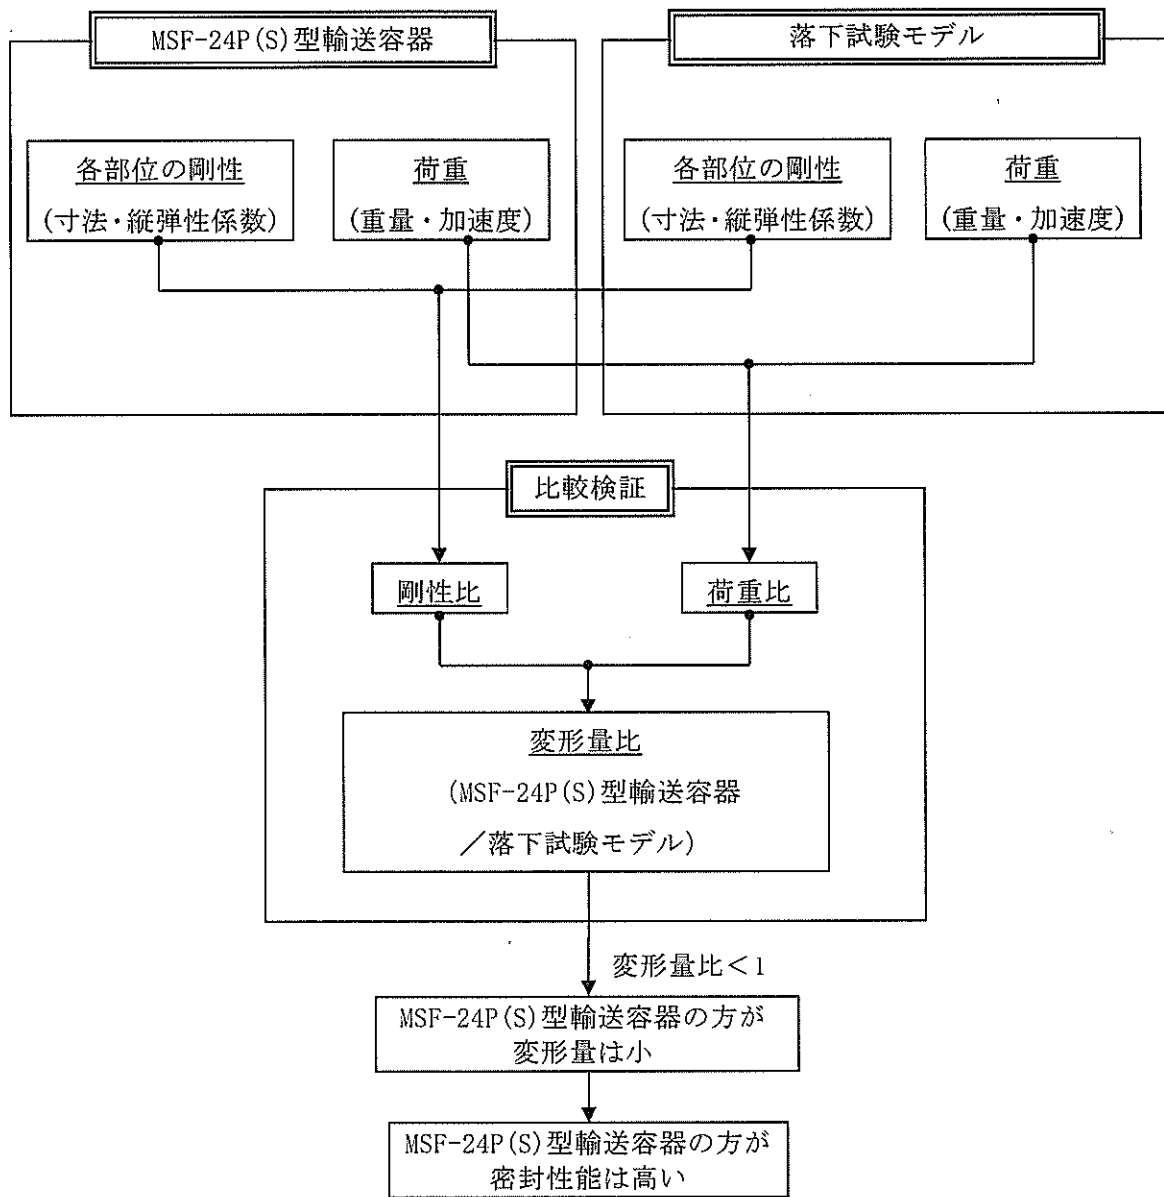 MSF-24P(S)型輸送容器
各部位の剛性
(寸法・縦弾性係数)
荷重
(重量・加速度)
落下試験モデル
各部位の剛性
(寸法・縦弾性係数)
荷重
(重量・加速度)
比較検証
剛性比
荷重比
変形量比
(MSF-24P(S)型輸送容器
／落下試験モデル)
変形量比＜1
MSF-24P(S)型輸送容器の方が
変形量は小
MSF-24P(S)型輸送容器の方が
密封性能は高い